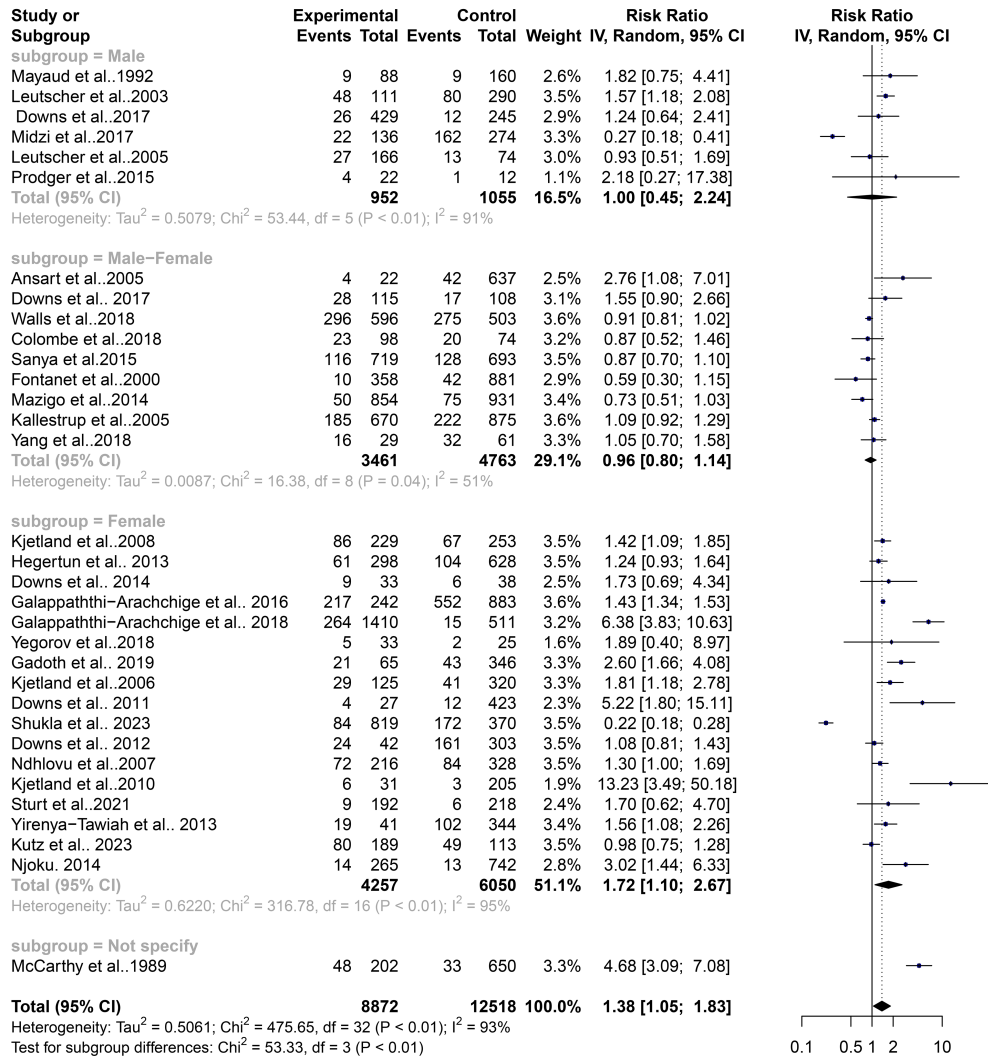 Study or Experimental Control Risk Ratio Risk Ratio
Subgroup Events Total Events Total Weight IV, Random, 95% CI IV, Random, 95% CI
subgroup = Male
Mayaud et al..1992 9 88 9 160 2.6% 1.82 [0.75; 4.41]
Leutscher et al..2003 48 111 80 290 3.5% 1.57 [1.18; 2.08]
Downs et al..2017 26 429 12 245 2.9% 1.24 [0.64; 2.41]
Midzi et al..2017 22 136 162 274 3.3% 0.27 [0.18; 0.41]
Leutscher et al..2005 27 166 13 74 3.0% 0.93 [0.51; 1.69]
Prodger et al..2015 4 22 1 12 1.1% 2.18 [0.27; 17.38]
Total (95% CI) 952 1055 16.5% 1.00 [0.45; 2.24]
Heterogeneity: Tau² = 0.5079; Chi² = 53.44, df = 5 (P < 0.01); I² = 91%
subgroup = Male−Female
Ansart et al..2005 4 22 42 637 2.5% 2.76 [1.08; 7.01]
Downs et al.. 2017 28 115 17 108 3.1% 1.55 [0.90; 2.66]
Walls et al..2018 296 596 275 503 3.6% 0.91 [0.81; 1.02]
Colombe et al..2018 23 98 20 74 3.2% 0.87 [0.52; 1.46]
Sanya et al.2015 116 719 128 693 3.5% 0.87 [0.70; 1.10]
Fontanet et al..2000 10 358 42 881 2.9% 0.59 [0.30; 1.15]
Mazigo et al..2014 50 854 75 931 3.4% 0.73 [0.51; 1.03]
Kallestrup et al..2005 185 670 222 875 3.6% 1.09 [0.92; 1.29]
Yang et al..2018 16 29 32 61 3.3% 1.05 [0.70; 1.58]
Total (95% CI) 3461 4763 29.1% 0.96 [0.80; 1.14]
Heterogeneity: Tau² = 0.0087; Chi² = 16.38, df = 8 (P = 0.04); I² = 51%
subgroup = Female
Kjetland et al..2008 86 229 67 253 3.5% 1.42 [1.09; 1.85]
Hegertun et al.. 2013 61 298 104 628 3.5% 1.24 [0.93; 1.64]
Downs et al.. 2014 9 33 6 38 2.5% 1.73 [0.69; 4.34]
Galappaththi−Arachchige et al.. 2016 217 242 552 883 3.6% 1.43 [1.34; 1.53]
Galappaththi−Arachchige et al.. 2018 264 1410 15 511 3.2% 6.38 [3.83; 10.63]
Yegorov et al..2018 5 33 2 25 1.6% 1.89 [0.40; 8.97]
Gadoth et al.. 2019 21 65 43 346 3.3% 2.60 [1.66; 4.08]
Kjetland et al..2006 29 125 41 320 3.4% 1.81 [1.18; 2.78]
Downs et al.. 2011 4 27 12 423 2.3% 5.22 [1.80; 15.11]
Shukla et al.. 2023 84 819 172 370 3.5% 0.22 [0.18; 0.28]
Downs et al.. 2012 24 42 161 303 3.5% 1.08 [0.81; 1.43]
Ndhlovu et al..2007 72 216 84 328 3.5% 1.30 [1.00; 1.69]
Kjetland et al..2010 6 31 3 205 1.9% 13.23 [3.49; 50.18]
Sturt et al..2021 9 192 6 218 2.4% 1.70 [0.62; 4.70]
Yirenya−Tawiah et al.. 2013 19 41 102 344 3.4% 1.56 [1.08; 2.26]
Kutz et al.. 2023 80 189 49 113 3.5% 0.98 [0.75; 1.28]
Njoku. 2014 14 265 13 742 2.8% 3.02 [1.44; 6.33]
Total (95% CI) 4257 6050 51.1% 1.72 [1.10; 2.67]
Heterogeneity: Tau² = 0.6220; Chi² = 316.78, df = 16 (P < 0.01); I² = 95%
subgroup = Not specify
McCarthy et al..1989 48 202 33 650 3.3% 4.68 [3.09; 7.08]
Total (95% CI) 8872 12518 100.0% 1.38 [1.05; 1.83]
Heterogeneity: Tau² = 0.5061; Chi² = 475.65, df = 32 (P < 0.01); I² = 93%
Test for subgroup differences: Chi² = 53.33, df = 3 (P < 0.01)
0.1 0.5 1 2 10